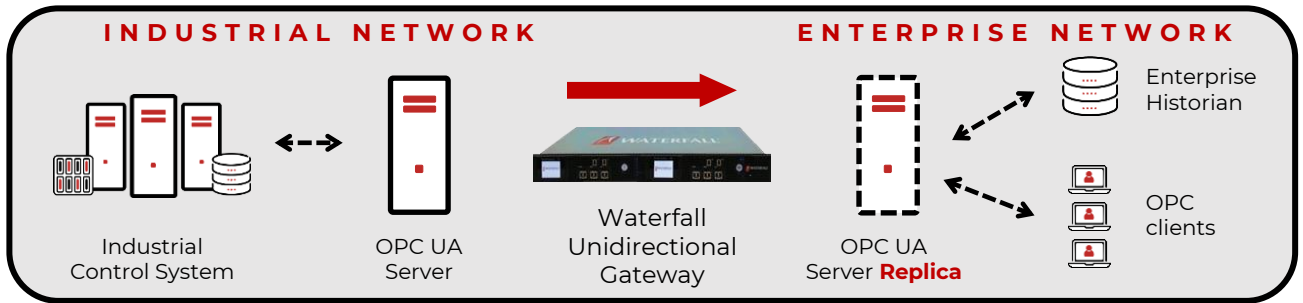 INDUSTRIAL NETWORK
ENTERPRISE NETWORK
WATERFALL
Enterprise
Historian
OPC
clients
Industrial
Control System
OPC UA
Server
Waterfall
Unidirectional
Gateway
OPC UA
Server Replica